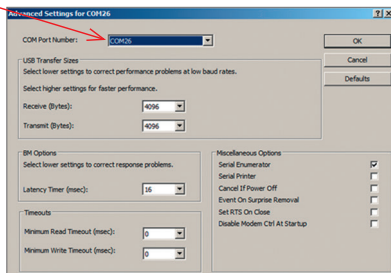 Advanced Settings for COM26
COM Port Number: COM26
OK
USB Transfer Sizes
Cancel
Select lower settings to correct performance problems at low baud rates.
Defaults
Select higher settings for faster performance.
Receive (Bytes): 4096
Transmit (Bytes): 4096
BM Options
Select lower settings to correct response problems.
Latency Timer (msec): 16
Timeouts
Minimum Read Timeout (msec): 0
Minimum Write Timeout (msec): 0
Miscellaneous Options
Serial Enumerator
Serial Printer
Cancel If Power Off
Event On Surprise Removal
Set RTS On Close
Disable Modem Ctrl At Startup